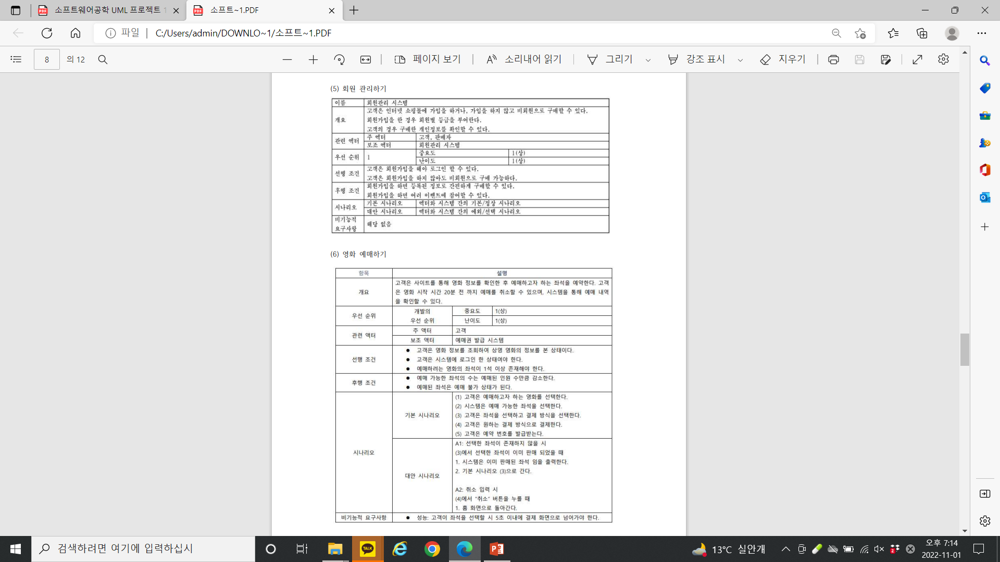 소프트웨어공학 UML 프로젝트 1
소프트~1.PDF
파일
C:/Users/admin/DOWNLO~1/소프트~1.PDF
8
의 12
페이지 보기
소리내어 읽기
그리기
강조 표시
지우기
(5) 회원 관리하기
이름 회원관리 시스템
개요
고객은 인터넷 쇼핑몰에 가입을 하거나, 가입을 하지 않고 비회원으로 구매할 수 있다.
회원가입을 한 경우 회원별 등급을 부여한다.
고객의 경우 구매한 개인정보를 확인할 수 있다.
관련 엑터
주 엑터 고객, 판매자
보조 엑터 회원관리 시스템
우선 순위 1
중요도 1(상)
난이도 1(상)
선행 조건
고객은 회원가입을 해야 로그인 할 수 있다.
고객은 회원가입을 하지 않아도 비회원으로 구매 가능하다.
후행 조건
회원가입을 하면 등록된 정보로 간편하게 구매할 수 있다.
회원가입을 하면 여러 이벤트에 참여할 수 있다.
시나리오
기본 시나리오 엑터와 시스템 간의 기본/정상 시나리오
대안 시나리오 엑터와 시스템 간의 예외/선택 시나리오
비기능적
요구사항
해당 없음
(6) 영화 예매하기
항목 설명
개요
고객은 사이트를 통해 영화 정보를 확인한 후 예매하고자 하는 좌석을 예약한다. 고객
은 영화 시작 시간 20분 전 까지 예매를 취소할 수 있으며, 시스템을 통해 예매 내역
을 확인할 수 있다.
우선 순위
개발의
우선 순위
중요도 1(상)
난이도 1(상)
관련 액터
주 액터 고객
보조 액터 예매권 발급 시스템
선행 조건
● 고객은 영화 정보를 조회하여 상영 영화의 정보를 본 상태이다.
● 고객은 시스템에 로그인 한 상태여야 한다.
● 예매하려는 영화의 좌석이 1석 이상 존재해야 한다.
후행 조건
● 예매 가능한 좌석의 수는 예매된 인원 수만큼 감소한다.
● 예매된 좌석은 예매 불가 상태가 된다.
시나리오
기본 시나리오
(1) 고객은 예매하고자 하는 영화를 선택한다.
(2) 시스템은 예매 가능한 좌석을 선택한다.
(3) 고객은 좌석을 선택하고 결제 방식을 선택한다.
(4) 고객은 원하는 결제 방식으로 결제한다.
(5) 고객은 예약 번호를 발급받는다.
대안 시나리오
A1: 선택한 좌석이 존재하지 않을 시
(3)에서 선택한 좌석이 이미 판매 되었을 때
1. 시스템은 이미 판매된 좌석 임을 출력한다.
2. 기본 시나리오 (3)으로 간다.
A2: 취소 입력 시
(4)에서 “취소” 버튼을 누를 때
1. 홈 화면으로 돌아간다.
비기능적 요구사항 ● 성능: 고객이 좌석을 선택할 시 5초 이내에 결제 화면으로 넘어가야 한다.
검색하려면 여기에 입력하십시
TALK
13°C 실안개
오후 7:14
2022-11-01